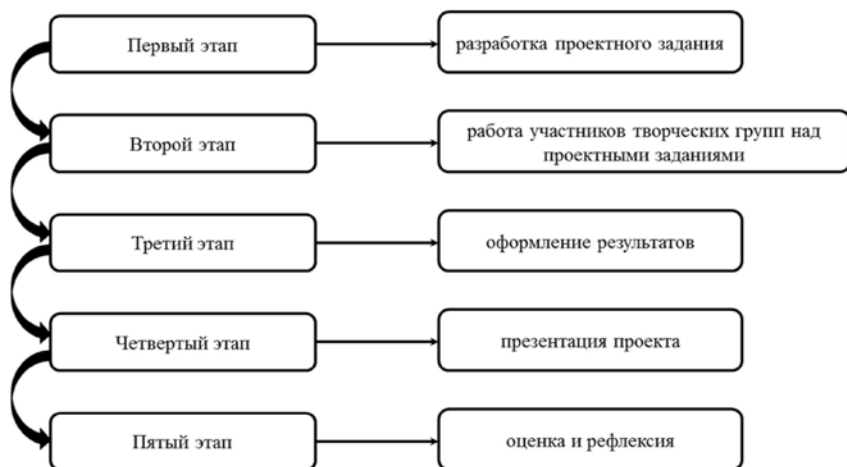 Первый этап
разработка проектного задания
Второй этап
работа участников творческих групп над
проектными заданиями
Третий этап
оформление результатов
Четвертый этап
презентация проекта
Пятый этап
оценка и рефлексия